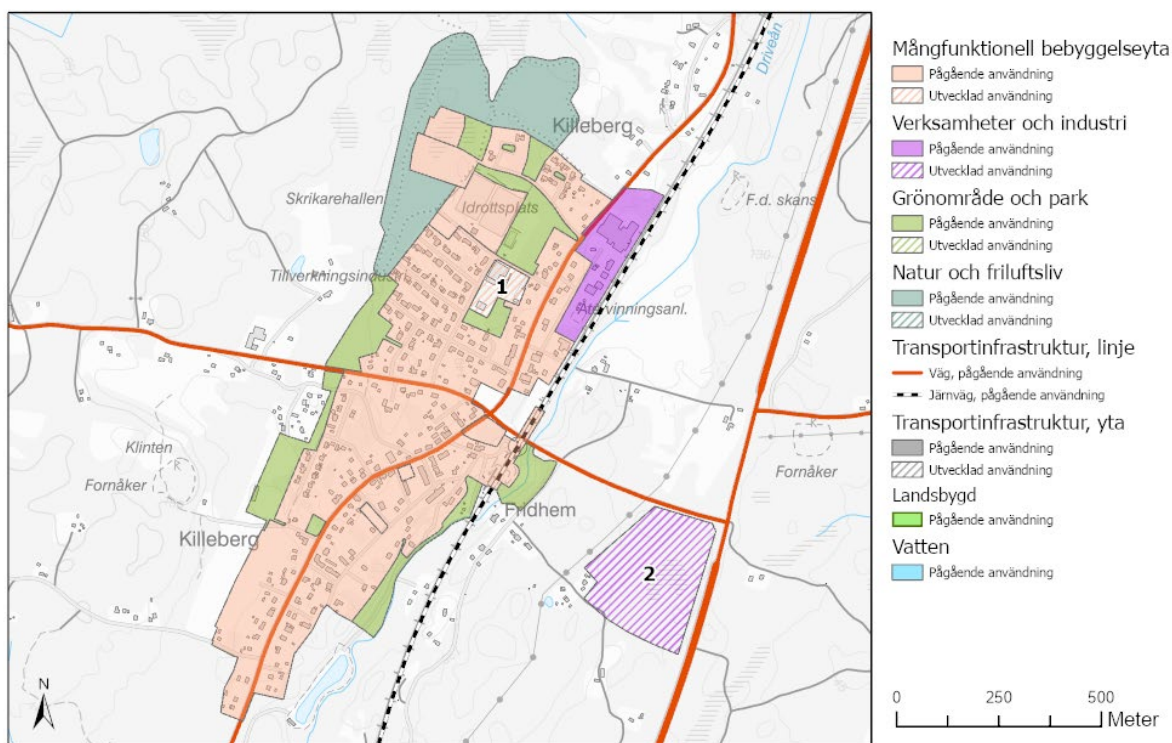 Killeberg
Driveån
Skrikarehallen
Idrottsplats
F.d. skans
Tillverkningsindustri
1
Återvinningsanl.
Klinten
Fornåker
Fornåker
Killeberg
Fridhem
2
N
Mångfunktionell bebyggelseyta
Pågående användning
Utvecklad användning
Verksamheter och industri
Pågående användning
Utvecklad användning
Grönområde och park
Pågående användning
Utvecklad användning
Natur och friluftsliv
Pågående användning
Utvecklad användning
Transportinfrastruktur, linje
Väg, pågående användning
Järnväg, pågående användning
Transportinfrastruktur, yta
Pågående användning
Utvecklad användning
Landsbygd
Pågående användning
Vatten
Pågående användning
0 250 500
Meter